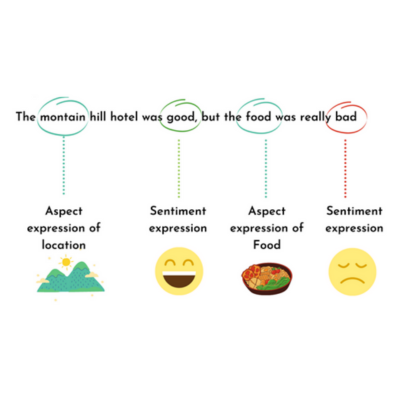 The montain hill hotel was good, but the food was really bad
Aspect
expression of
location
Sentiment
expression
Aspect
expression of
Food
Sentiment
expression